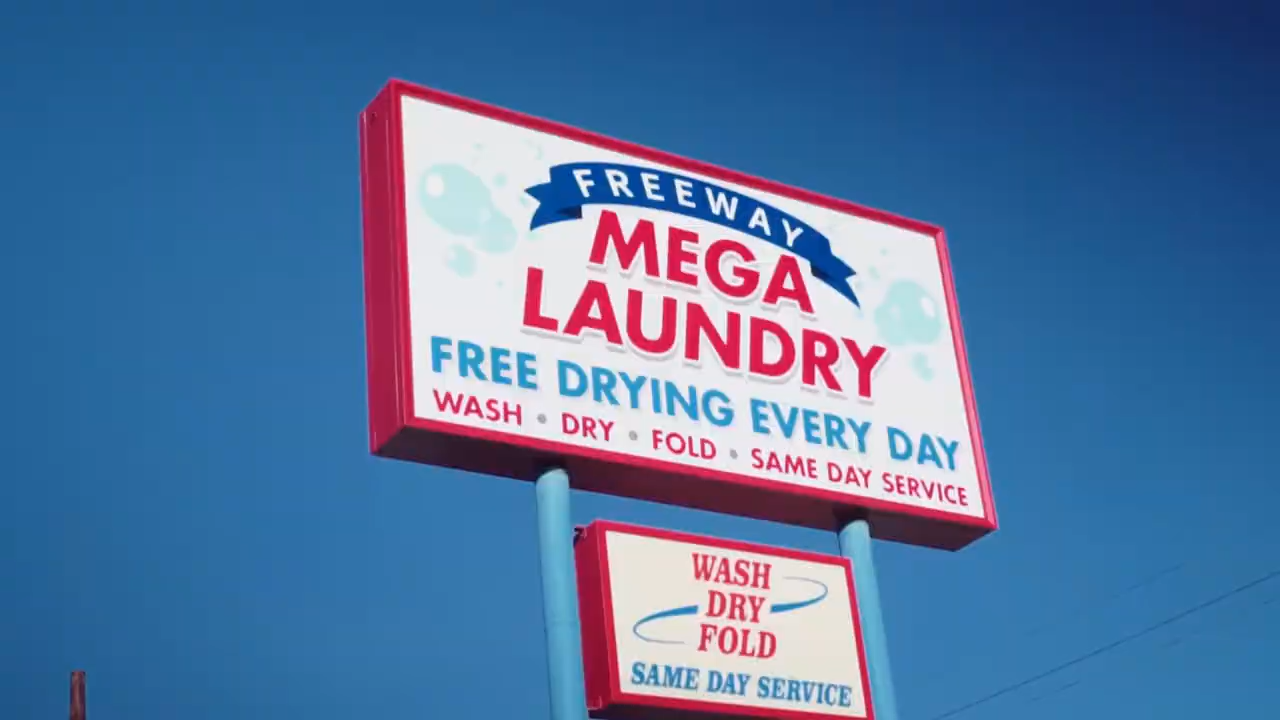 FREEWAY
MEGA
LAUNDRY
FREE DRYING EVERY DAY
WASH • DRY • FOLD • SAME DAY SERVICE
WASH
DRY
FOLD
SAME DAY SERVICE